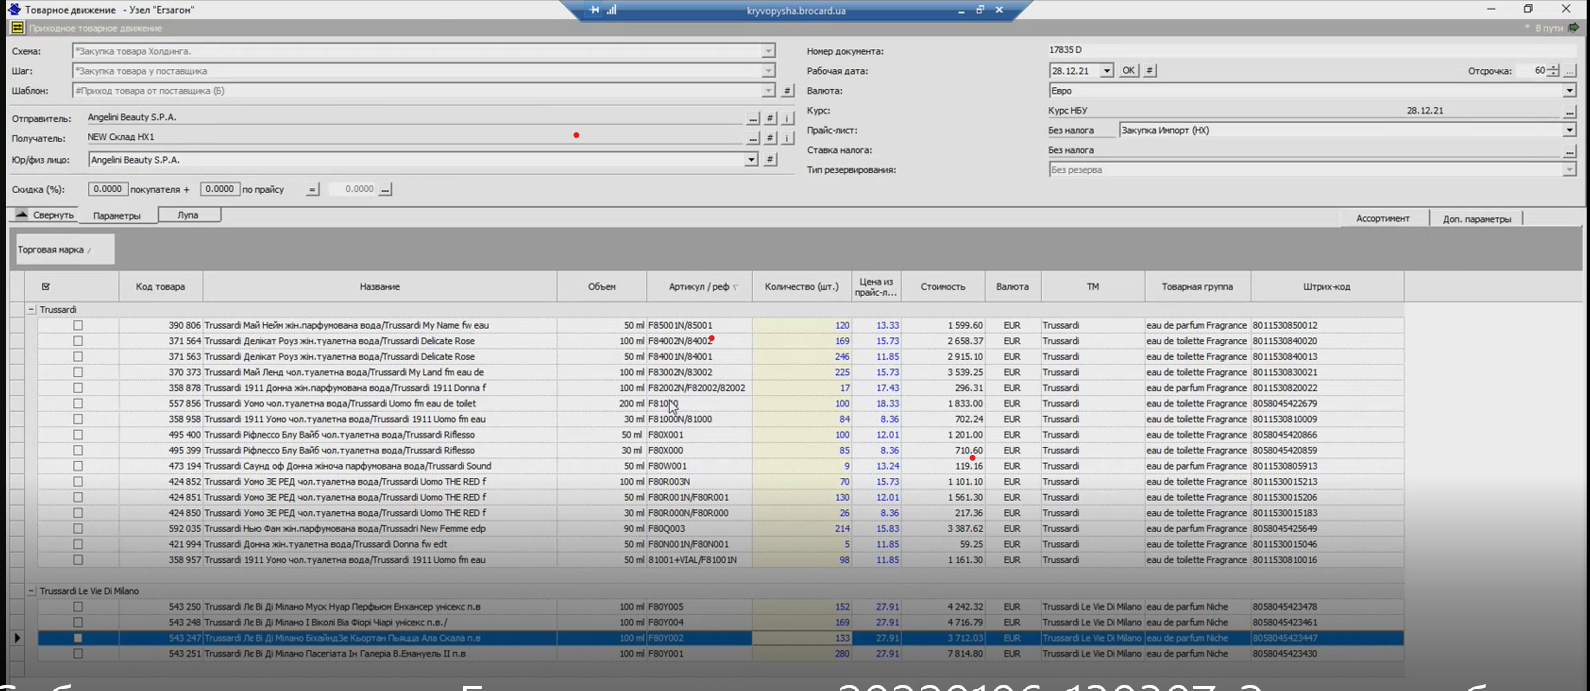 Товарное движение - Узел "Егзагон"
kryvopysha.brocard.ua
Приходное товарное движение
* В пути
Схема: *Закупка товара Холдинга.
Шаг: *Закупка товара у поставщика
Шаблон: #Приход товара от поставщика (Б) #
Отправитель: Angelini Beauty S.P.A. ... # i
Получатель: NEW Склад HX1 ... # i
Юр/физ лицо: Angelini Beauty S.P.A. #
Скидка (%): 0.0000 покупателя + 0.0000 по прайсу = 0.0000 ...
Номер документа: 17835 D
Рабочая дата: 28.12.21 OK # Отсрочка: 60 ...
Валюта: Евро
Курс: Курс НБУ 28.12.21 ...
Прайс-лист: Без налога Закупка Импорт (HX)
Ставка налога: Без налога ...
Тип резервирования: Без резерва
Свернуть Параметры Лупа Ассортимент Доп. параметры
Торговая марка /
Код товара Название Объем Артикул / реф Количество (шт.) Цена из прайс-л... Стоимость Валюта ТМ Товарная группа Штрих-код
Trussardi
390 806 Trussardi Май Нейм жін.парфумована вода/Trussardi My Name fw eau 50 ml F85001N/85001 120 13.33 1 599.60 EUR Trussardi eau de parfum Fragrance 8011530850012
371 564 Trussardi Делікат Роуз жін.туалетна вода/Trussardi Delicate Rose 100 ml F84002N/84002 169 15.73 2 658.37 EUR Trussardi eau de toilette Fragrance 8011530840020
371 563 Trussardi Делікат Роуз жін.туалетна вода/Trussardi Delicate Rose 50 ml F84001N/84001 246 11.85 2 915.10 EUR Trussardi eau de toilette Fragrance 8011530840013
370 373 Trussardi Май Ленд чол.туалетна вода/Trussardi My Land fm eau de 100 ml F83002N/83002 225 15.73 3 539.25 EUR Trussardi eau de toilette Fragrance 8011530830021
358 878 Trussardi 1911 Донна жін.парфумована вода/Trussardi 1911 Donna f 100 ml F82002N/F82002/82002 17 17.43 296.31 EUR Trussardi eau de parfum Fragrance 8011530820022
557 856 Trussardi Уомо чол.туалетна вода/Trussardi Uomo fm eau de toilet 200 ml 100 18.33 1 833.00 EUR Trussardi eau de toilette Fragrance 8058045422679
358 958 Trussardi 1911 Уомо чол.туалетна вода/Trussardi 1911 Uomo fm eau 30 ml F81000N/81000 84 8.36 702.24 EUR Trussardi eau de toilette Fragrance 8011530810009
495 400 Trussardi Ріфлессо Блу Вайб чол.туалетна вода/Trussardi Riflesso 50 ml F80X001 100 12.01 1 201.00 EUR Trussardi eau de toilette Fragrance 8058045420866
495 399 Trussardi Ріфлессо Блу Вайб чол.туалетна вода/Trussardi Riflesso 30 ml F80X000 85 8.36 710.60 EUR Trussardi eau de toilette Fragrance 8058045420859
473 194 Trussardi Саунд оф Донна жіноча парфумована вода/Trussardi Sound 50 ml F80W001 9 13.24 119.16 EUR Trussardi eau de parfum Fragrance 8011530805913
424 852 Trussardi Уомо ЗЕ РЕД чол.туалетна вода/Trussardi Uomo THE RED f 100 ml F80R003N 70 15.73 1 101.10 EUR Trussardi eau de toilette Fragrance 8011530015213
424 851 Trussardi Уомо ЗЕ РЕД чол.туалетна вода/Trussardi Uomo THE RED f 50 ml F80R001N/F80R001 130 12.01 1 561.30 EUR Trussardi eau de toilette Fragrance 8011530015206
424 850 Trussardi Уомо ЗЕ РЕД чол.туалетна вода/Trussardi Uomo THE RED f 30 ml F80R000N/F80R000 26 8.36 217.36 EUR Trussardi eau de toilette Fragrance 8011530015183
592 035 Trussardi Нью Фам жін.парфумована вода/Trussadri New Femme edp 90 ml F80Q003 214 15.83 3 387.62 EUR Trussardi eau de parfum Fragrance 8058045425649
421 994 Trussardi Донна жін.туалетна вода/Trussardi Donna fw edt 50 ml F80N001N/F80N001 5 11.85 59.25 EUR Trussardi eau de toilette Fragrance 8011530015046
358 957 Trussardi 1911 Уомо чол.туалетна вода/Trussardi 1911 Uomo fm eau 50 ml 81001+VIAL/F81001N 98 11.85 1 161.30 EUR Trussardi eau de toilette Fragrance 8011530810016
Trussardi Le Vie Di Milano
543 250 Trussardi Лє Ві Ді Мілано Муск Нуар Перфьюм Енхансер унісекс п.в 100 ml F80Y005 152 27.91 4 242.32 EUR Trussardi Le Vie Di Milano eau de parfum Niche 8058045423478
543 248 Trussardi Лє Ві Ді Мілано І Віколі Віа Фіорі Чіарі унісекс п.в./ 100 ml F80Y004 169 27.91 4 716.79 EUR Trussardi Le Vie Di Milano eau de parfum Niche 8058045423461
543 247 Trussardi Лє Ві Ді Мілано БіхайндЗе Кьортан Пьяцца Ала Скала п.в 100 ml F80Y002 133 27.91 3 712.03 EUR Trussardi Le Vie Di Milano eau de parfum Niche 8058045423447
543 251 Trussardi Лє Ві Ді Мілано Пасегіата Ін Галерія В.Емануель II п.в 100 ml F80Y001 280 27.91 7 814.80 EUR Trussardi Le Vie Di Milano eau de parfum Niche 8058045423430